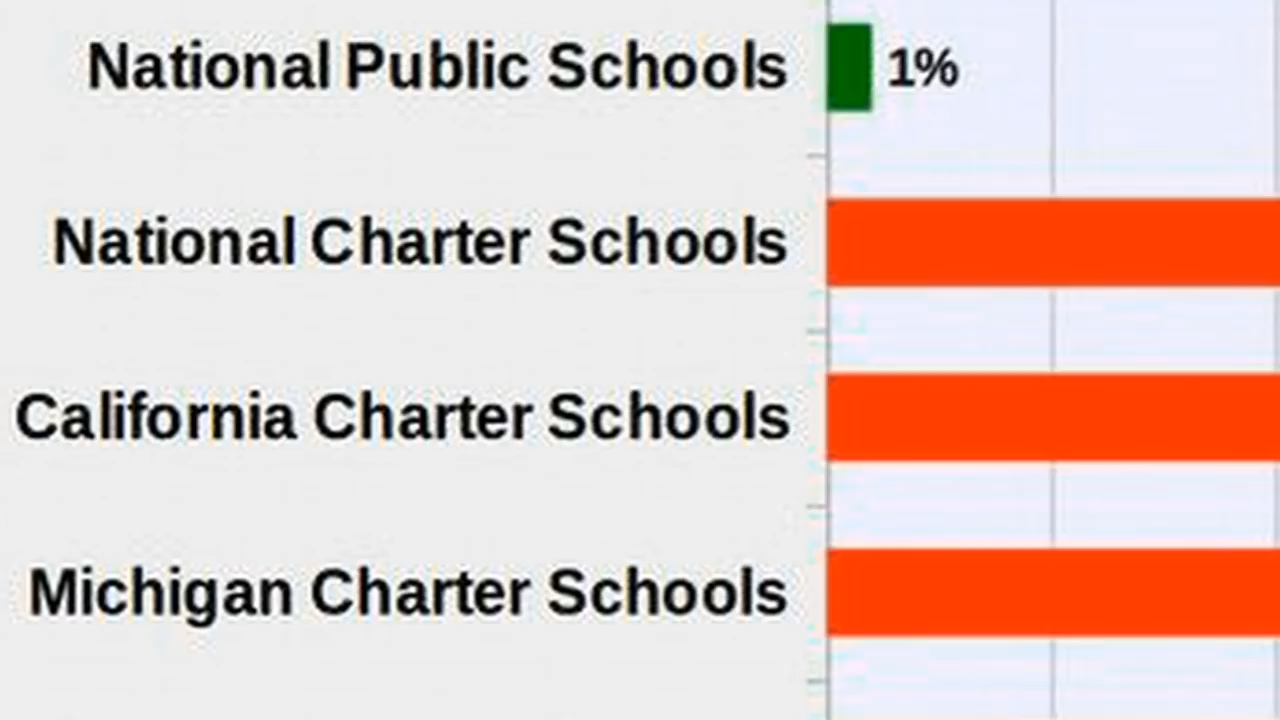 National Public Schools 1%
National Charter Schools
California Charter Schools
Michigan Charter Schools